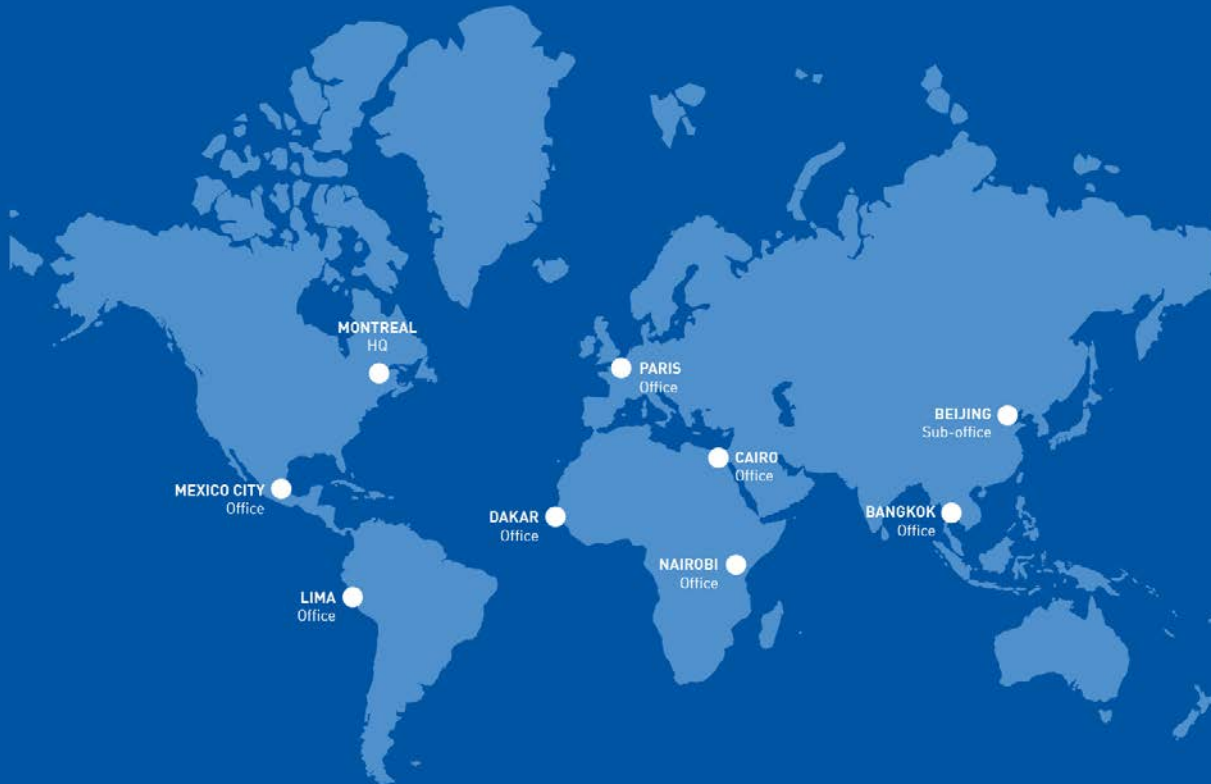 MONTREAL
HQ
PARIS
Office
BEIJING
Sub-office
CAIRO
Office
MEXICO CITY
Office
DAKAR
Office
BANGKOK
Office
NAIROBI
Office
LIMA
Office